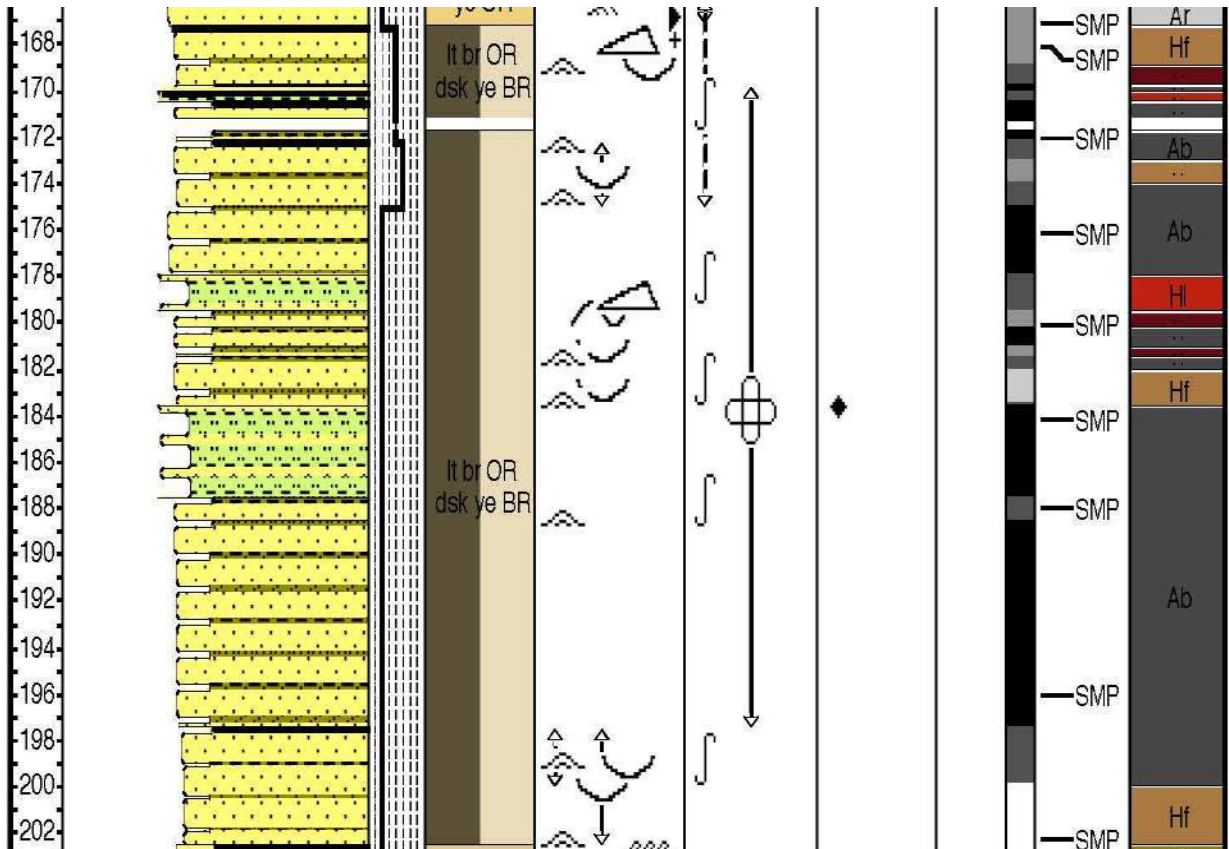 ye OR
SMP
Ar
168
lt br OR
SMP
Hf
170
dsk ye BR
172
SMP
Ab
174
176
SMP
Ab
178
Hl
180
SMP
182
184
SMP
Hf
186
lt br OR
188
dsk ye BR
SMP
190
192
Ab
194
196
SMP
198
200
202
SMP
Hf